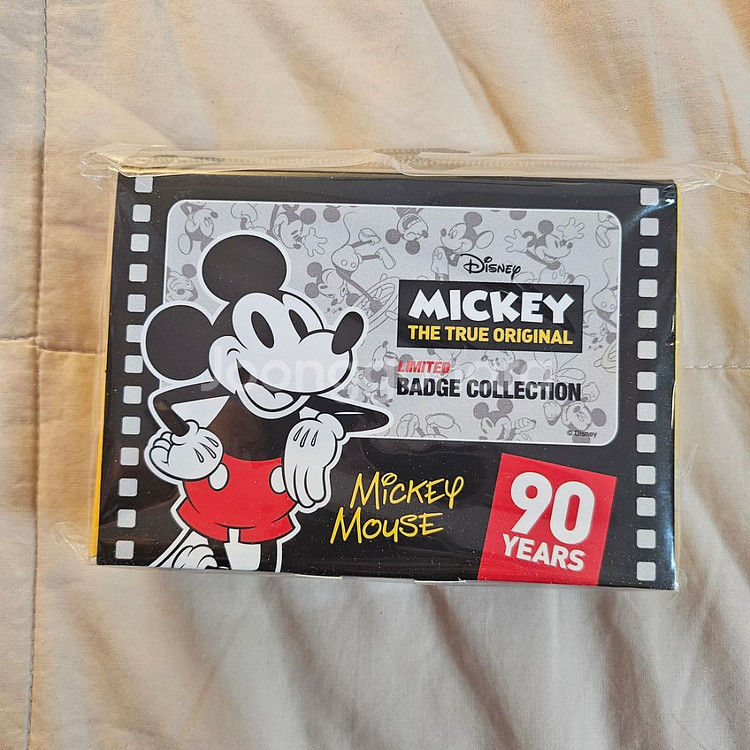 Disney
MICKEY
THE TRUE ORIGINAL
LIMITED
BADGE COLLECTION
© Disney
Mickey
Mouse
90
YEARS